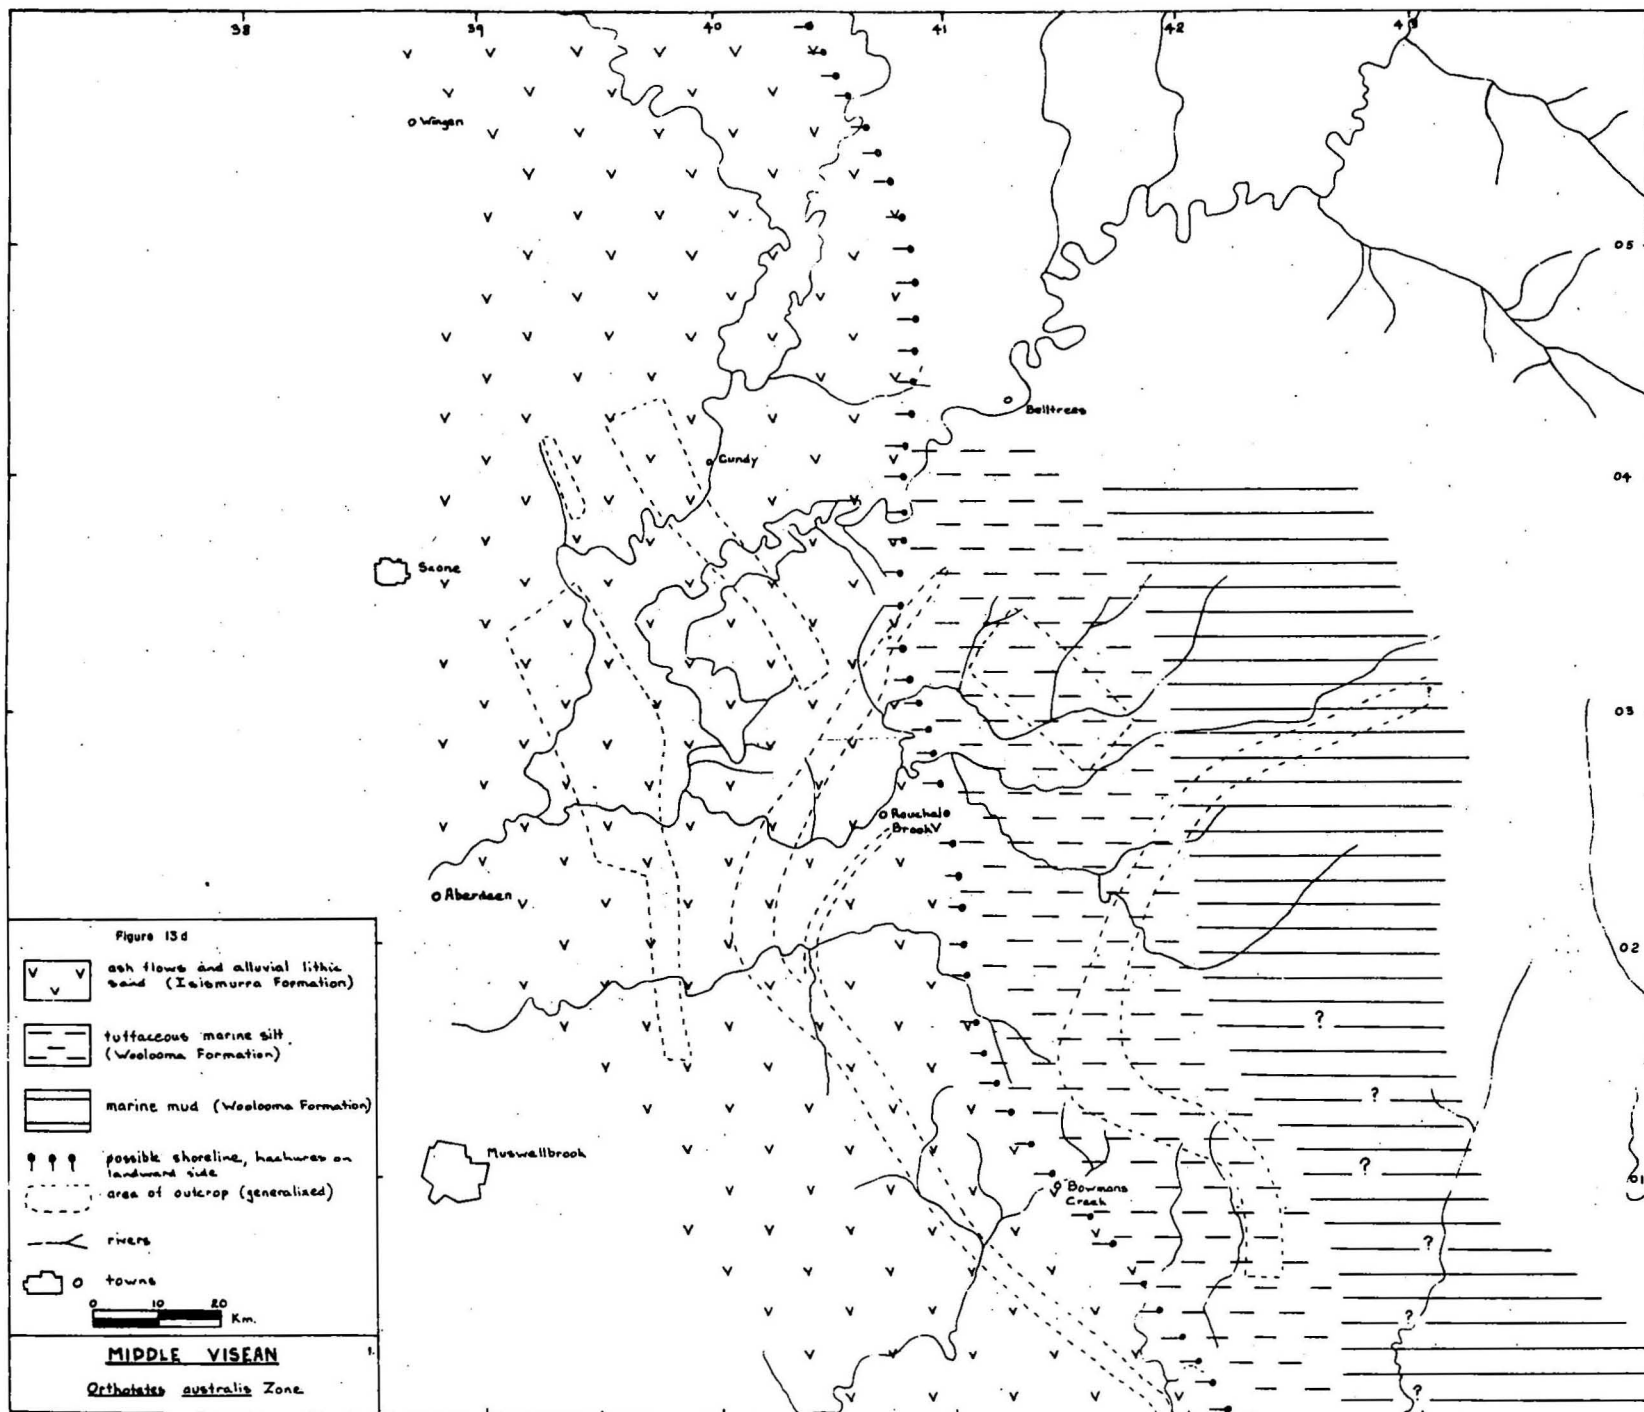 38 39 40 41 42 43
Wingen
05
Belltrees
Gundy
04
Scone
03
Rouchel
Brook
Aberdeen
02
Muswellbrook
Bowmans
Creek
01
Figure 13d
ash flows and alluvial lithic
sand (Isismurra Formation)
tuffaceous marine silt
(Woolooma Formation)
marine mud (Woolooma Formation)
possible shoreline, hachures on
landward side
area of outcrop (generalized)
rivers
towns
0 10 20
Km.
MIDDLE VISEAN
Orthotetes australis Zone
?
?
?
?
?
?
?